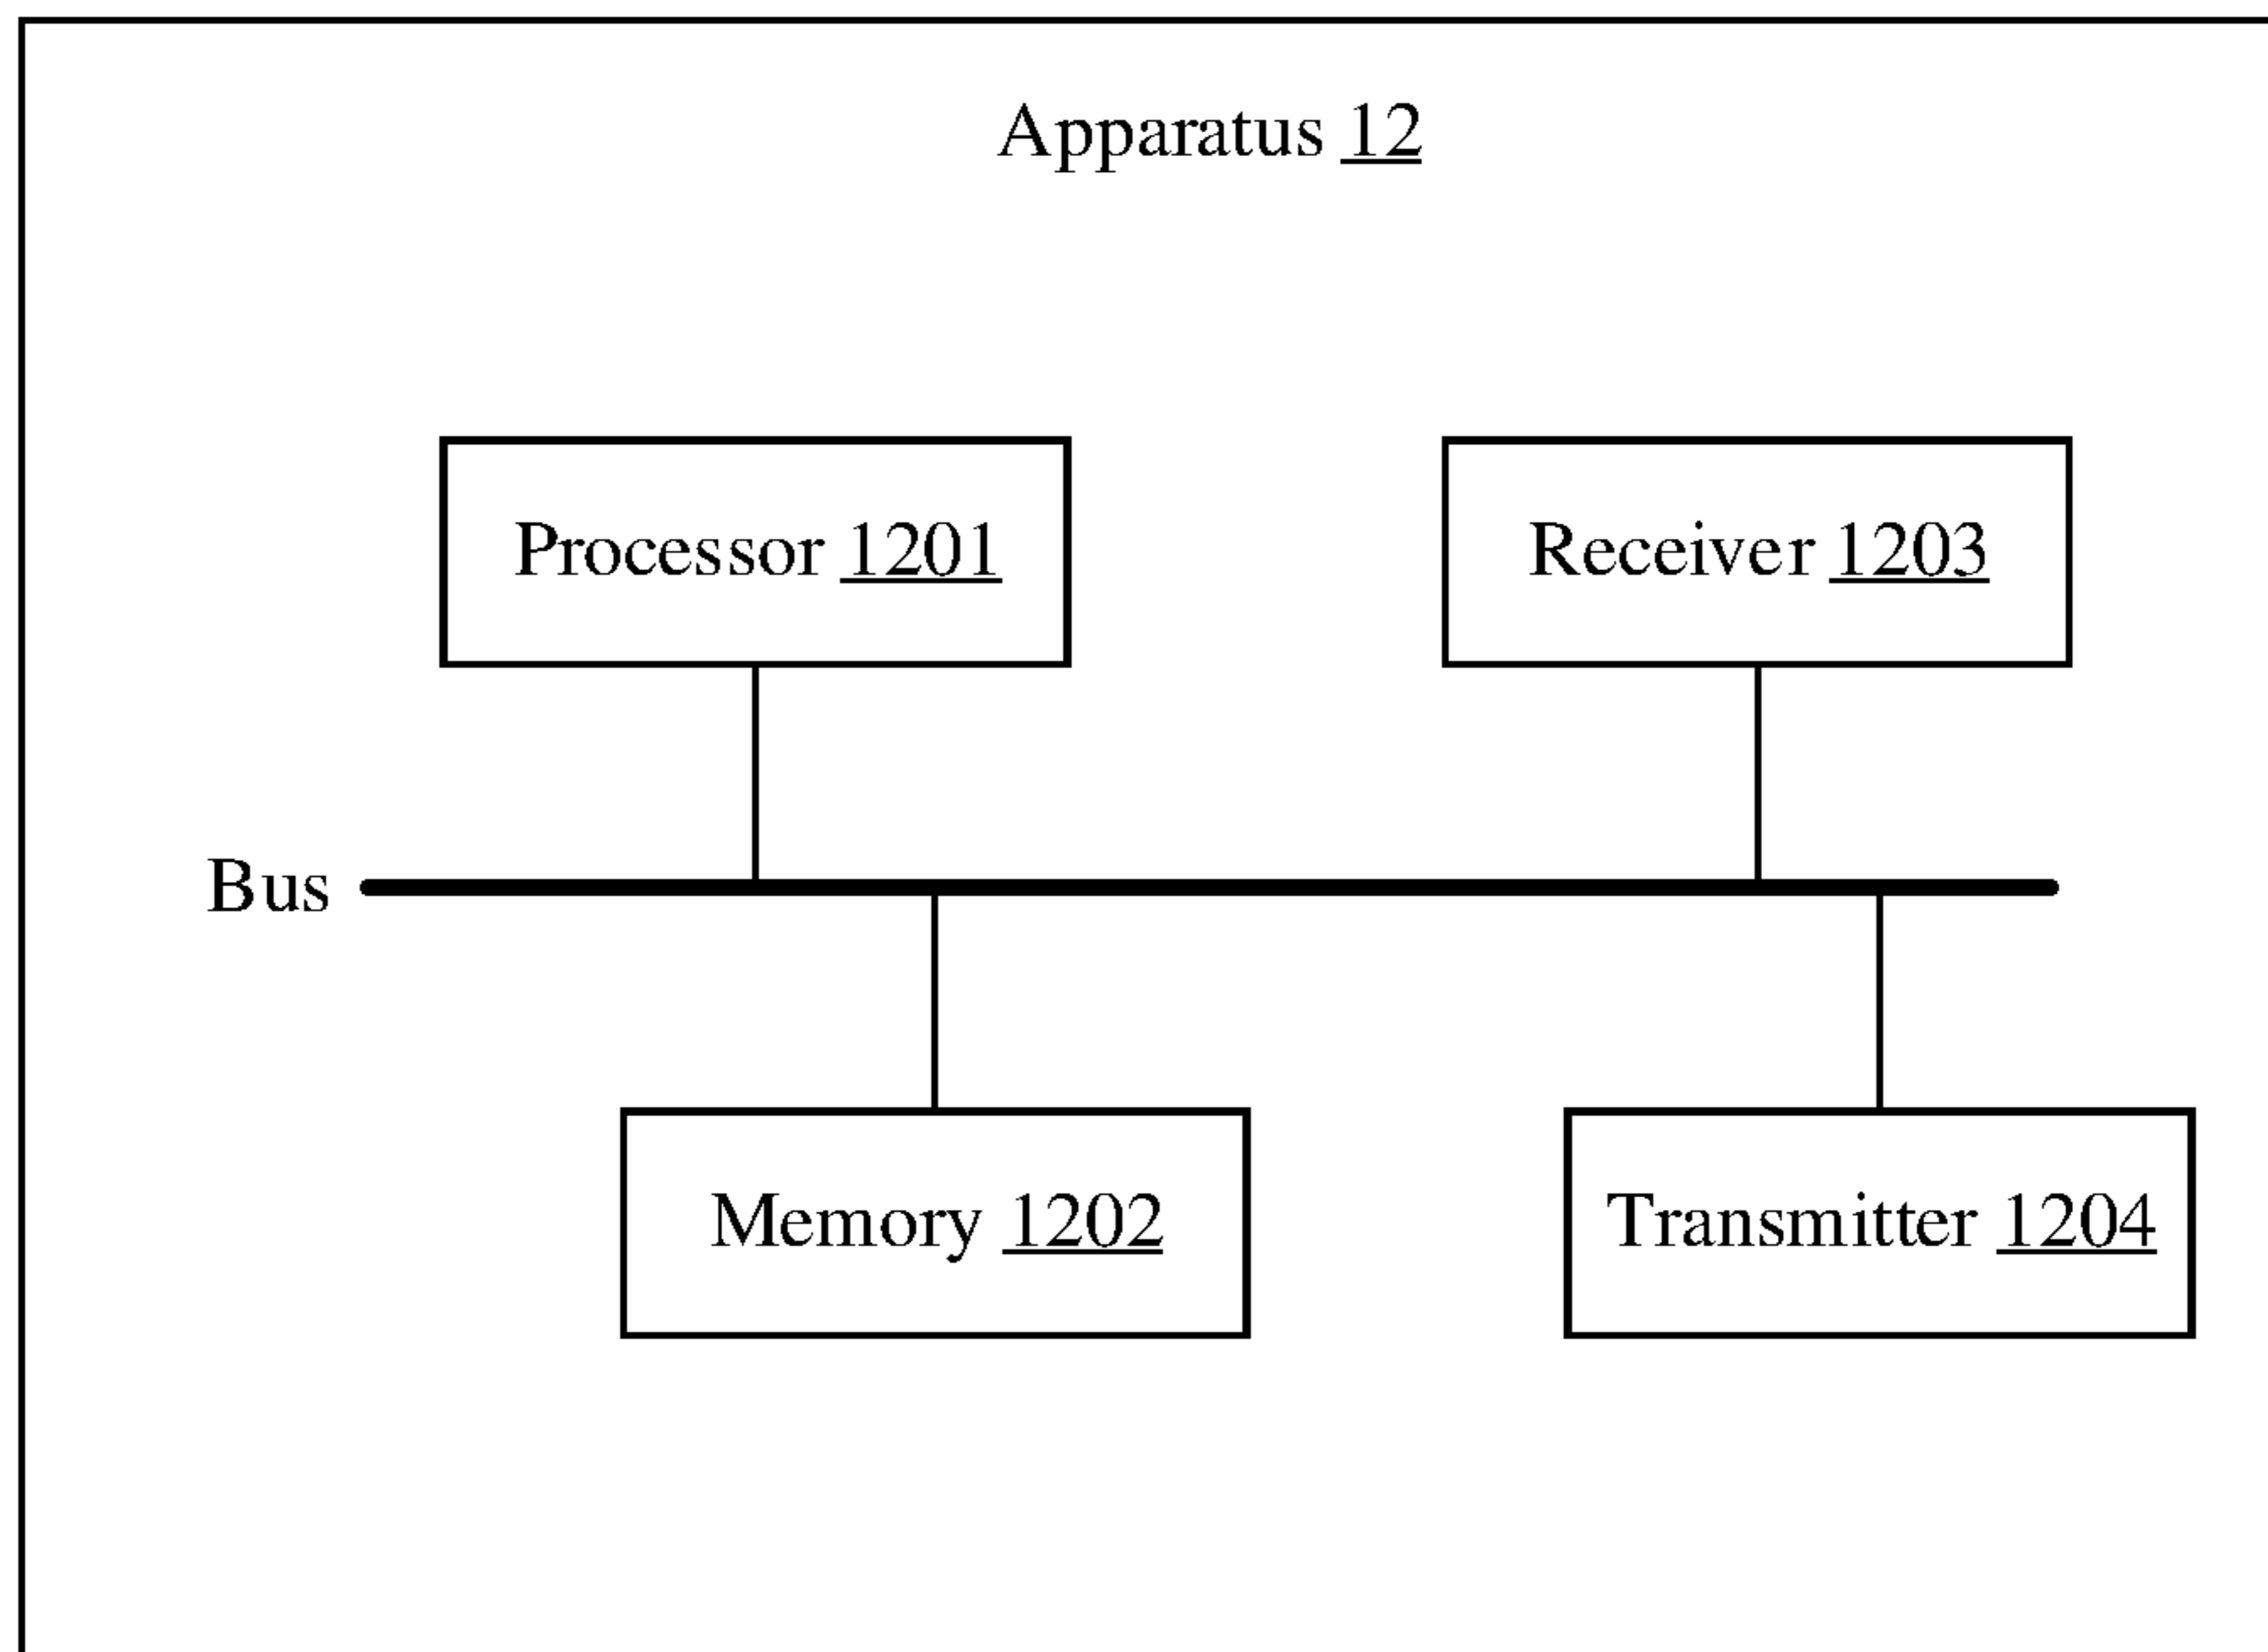 Apparatus 12
Processor 1201
Receiver 1203
Bus
Memory 1202
Transmitter 1204